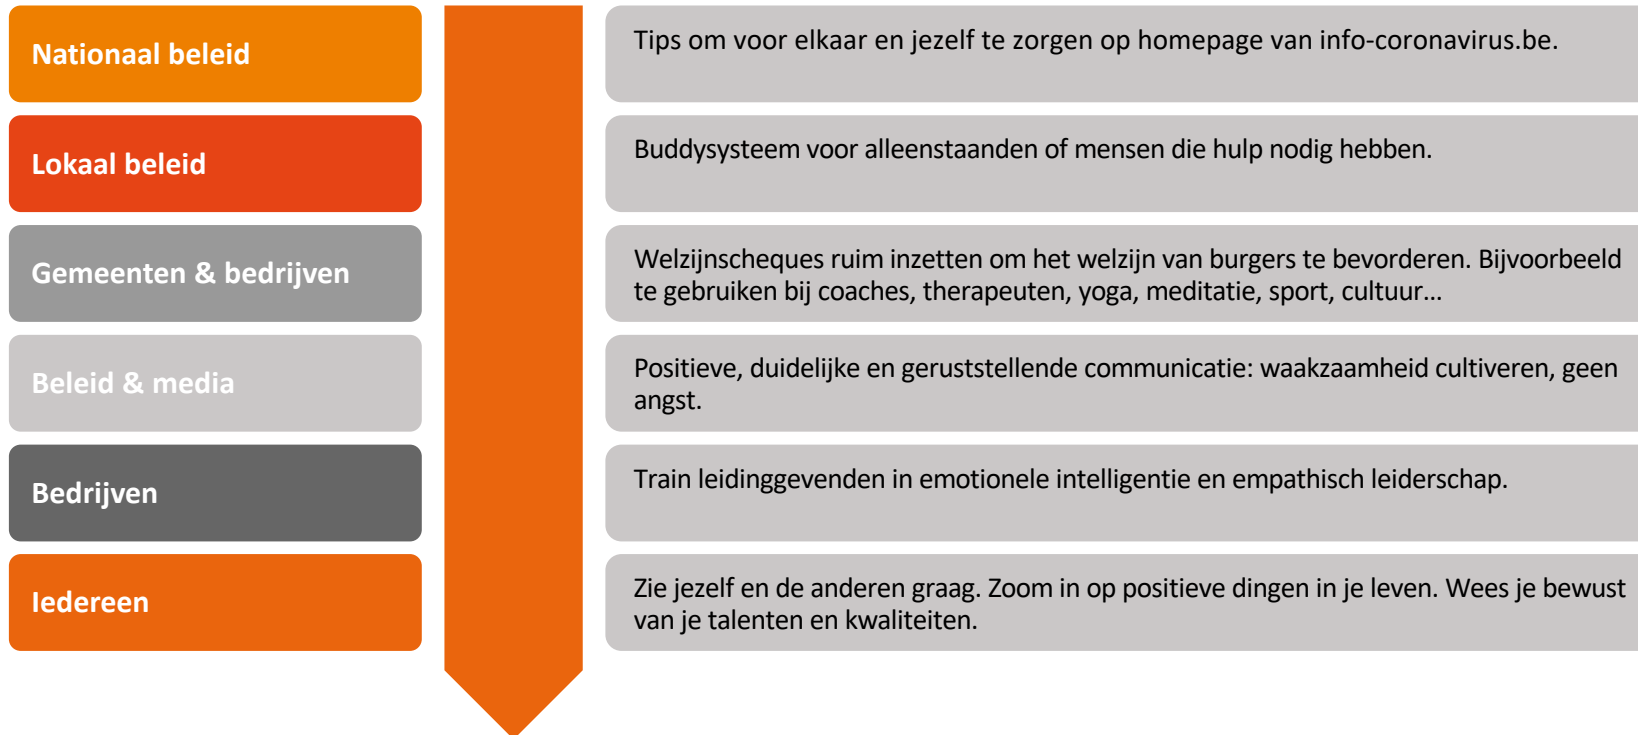 Nationaal beleid
Tips om voor elkaar en jezelf te zorgen op homepage van info-coronavirus.be.
Lokaal beleid
Buddysysteem voor alleenstaanden of mensen die hulp nodig hebben.
Gemeenten & bedrijven
Welzijnscheques ruim inzetten om het welzijn van burgers te bevorderen. Bijvoorbeeld
te gebruiken bij coaches, therapeuten, yoga, meditatie, sport, cultuur...
Beleid & media
Positieve, duidelijke en geruststellende communicatie: waakzaamheid cultiveren, geen
angst.
Bedrijven
Train leidinggevenden in emotionele intelligentie en empathisch leiderschap.
Iedereen
Zie jezelf en de anderen graag. Zoom in op positieve dingen in je leven. Wees je bewust
van je talenten en kwaliteiten.